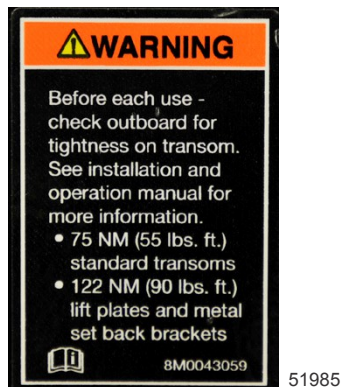 WARNING
Before each use -
check outboard for
tightness on transom.
See installation and
operation manual for
more information.
• 75 NM (55 lbs. ft.)
standard transoms
• 122 NM (90 lbs. ft.)
lift plates and metal
set back brackets
8M0043059
51985